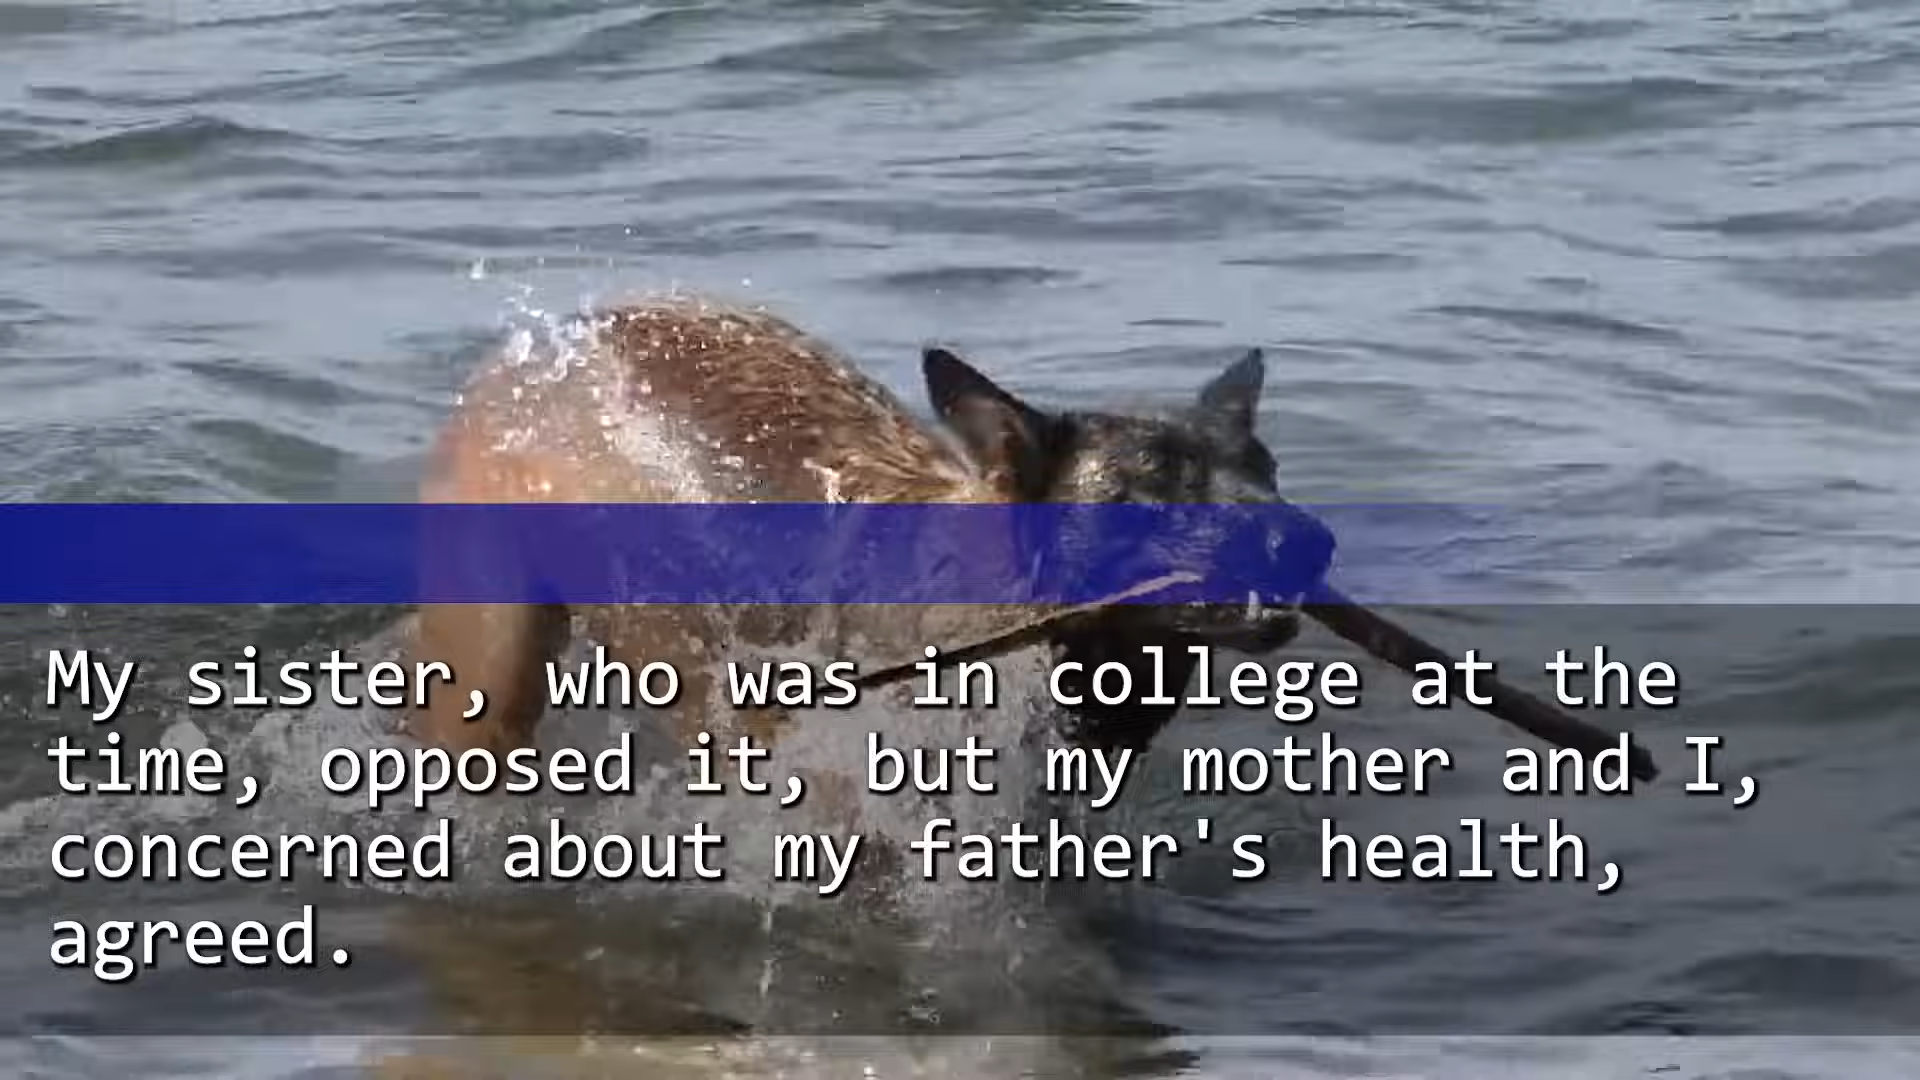 My sister, who was in college at the
time, opposed it, but my mother and I,
concerned about my father's health,
agreed.